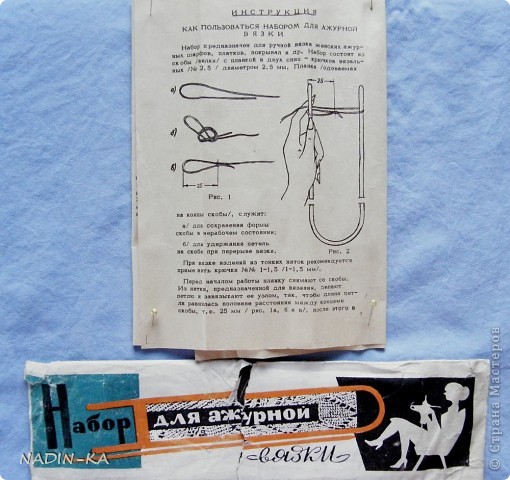 ИНСТРУКЦИЯ
КАК ПОЛЬЗОВАТЬСЯ НАБОРОМ ДЛЯ АЖУРНОЙ
ВЯЗКИ
Набор предназначен для ручной вязки женских ажур-
ных шарфов, платков, покрывал и др. Набор состоит из
скобы /вилки/ с планкой и двух спиц - крючков вязаль-
ных /№ 2,5 / диаметром 2,5 мм. Планка /одеваемая
а)
б)
в)
25
Рис. 1
25
Рис. 2
на концы скобы/, служит:
а/ для сохранения формы
скобы в нерабочем состоянии;
б/ для удержания петель
на скобе при перерыве вязки.
При вязке изделий из тонких ниток рекомендуется
применять крючки №№ 1-1,5 /1-1,5 мм/.
Перед началом работы планку снимают со скобы.
Из нитки, предназначенной для вязания, делают
петлю и завязывают ее узлом, так, чтобы длина пет-
ли равнялась половине расстояния между концами
скобы, т.е. 25 мм / рис. 1а, б и в/, после этого в
Набор
для ажурной
вязки
NADIN-KA
© Страна Мастеров